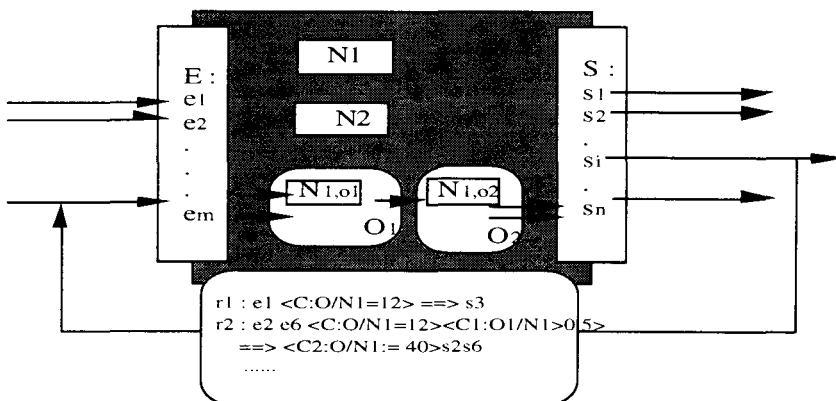 N1
N2
E :
e1
e2
.
.
.
em
N1,o1
O1
N1,o2
O2
S :
s1
s2
.
si
.
sn
r1 : e1 <C:O/N1=12> ==> s3
r2 : e2 e6 <C:O/N1=12><C1:O1/N1>0.5>
==> <C2:O/N1:= 40>s2s6
......